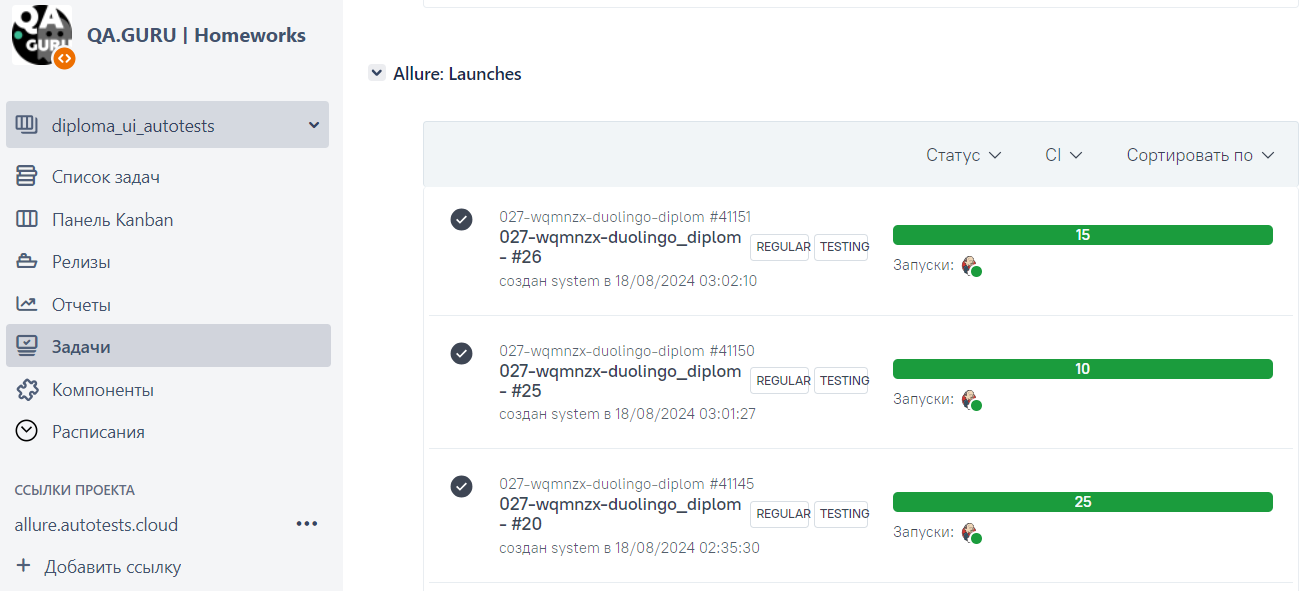 QA
GURU
QA.GURU | Homeworks
diploma_ui_autotests
Список задач
Панель Kanban
Релизы
Отчеты
Задачи
Компоненты
Расписания
ССЫЛКИ ПРОЕКТА
allure.autotests.cloud
Добавить ссылку
Allure: Launches
Статус CI Сортировать по
027-wqmnzx-duolingo-diplom #41151
027-wqmnzx-duolingo_diplom
- #26
REGULAR TESTING
создан system в 18/08/2024 03:02:10
15
Запуски:
027-wqmnzx-duolingo-diplom #41150
027-wqmnzx-duolingo_diplom
- #25
REGULAR TESTING
создан system в 18/08/2024 03:01:27
10
Запуски:
027-wqmnzx-duolingo-diplom #41145
027-wqmnzx-duolingo_diplom
- #20
REGULAR TESTING
создан system в 18/08/2024 02:35:30
25
Запуски: